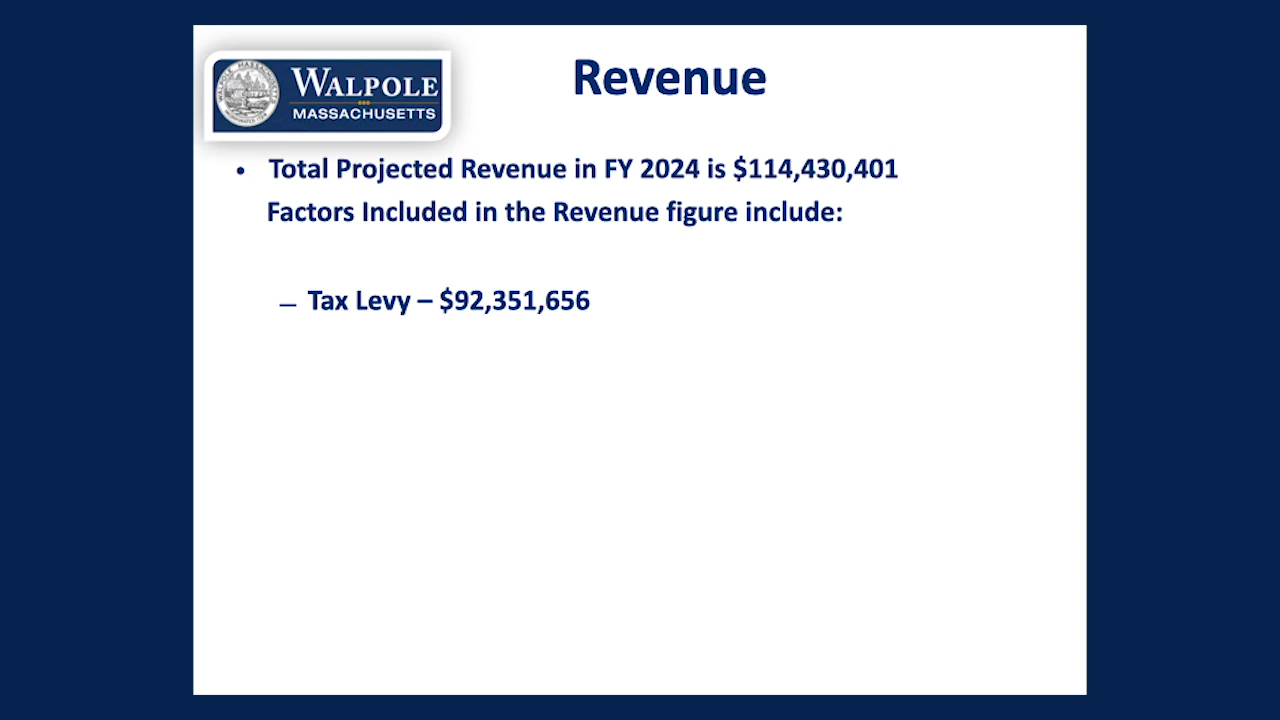 WALPOLE
MASSACHUSETTS
Revenue
• Total Projected Revenue in FY 2024 is $114,430,401
Factors Included in the Revenue figure include:
– Tax Levy – $92,351,656